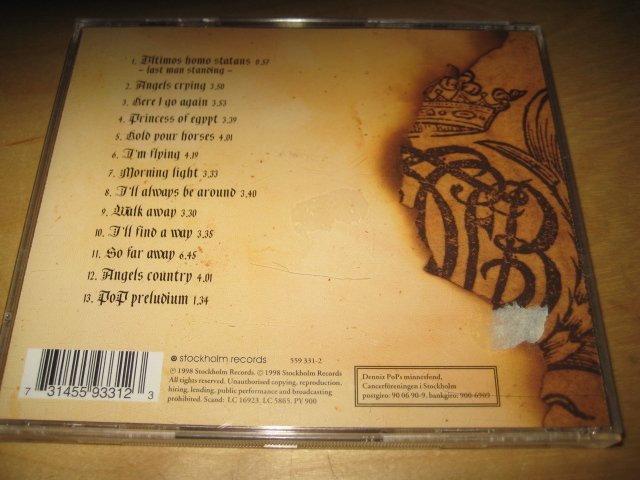 1. Ultimos homo statans 0.57
- last man standing -
2. Angels crying 3.50
3. Here I go again 3.53
4. Princess of egypt 3.39
5. Hold your horses 4.01
6. I'm flying 4.19
7. Morning light 3.33
8. I'll always be around 3.40
9. Walk away 3.30
10. I'll find a way 3.35
11. So far away 6.45
12. Angels country 4.01
13. PoP preludium 1.34
stockholm records 559 331-2
℗ 1998 Stockholm Records. © 1998 Stockholm Records
All rights reserved. Unauthorised copying, reproduction,
hiring, lending, public performance and broadcasting
prohibited. Scand: LC 16923. LC 5865. PY 900
7 31455 93312 3
Denniz PoPs minnesfond,
Cancerföreningen i Stockholm
postgiro: 90 06 90-9. bankgiro: 900-6909